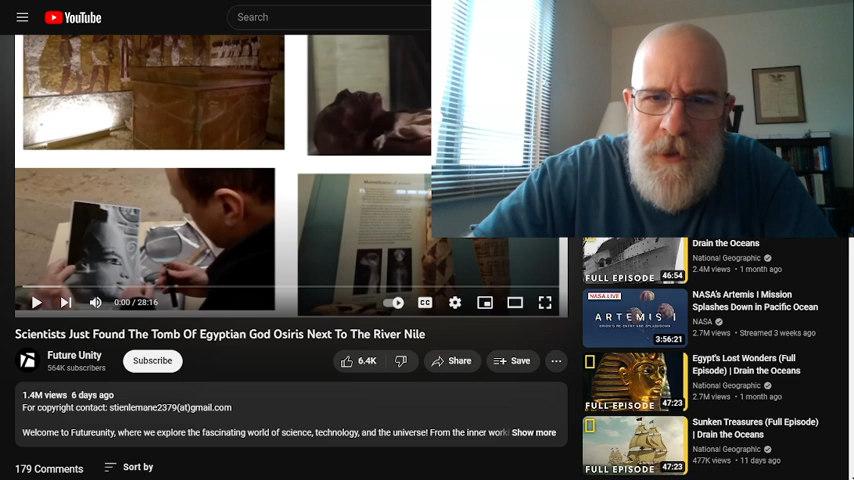 YouTube
Search
0:00 / 28:16
CC
Scientists Just Found The Tomb Of Egyptian God Osiris Next To The River Nile
Future Unity
564K subscribers
Subscribe
6.4K
Share
Save
1.4M views 6 days ago
For copyright contact: stienlemane2379(at)gmail.com
Welcome to Futureunity, where we explore the fascinating world of science, technology, and the universe! From the inner worki Show more
179 Comments
Sort by
Drain the Oceans
National Geographic
2.4M views • 1 month ago
FULL EPISODE
46:54
NASA's Artemis I Mission
Splashes Down in Pacific Ocean
NASA
2.7M views • Streamed 3 weeks ago
NASA LIVE
ARTEMIS I
3:56:21
Egypt's Lost Wonders (Full
Episode) | Drain the Oceans
National Geographic
2.7M views • 1 month ago
FULL EPISODE
47:23
Sunken Treasures (Full Episode)
| Drain the Oceans
National Geographic
477K views • 11 days ago
FULL EPISODE
47:23